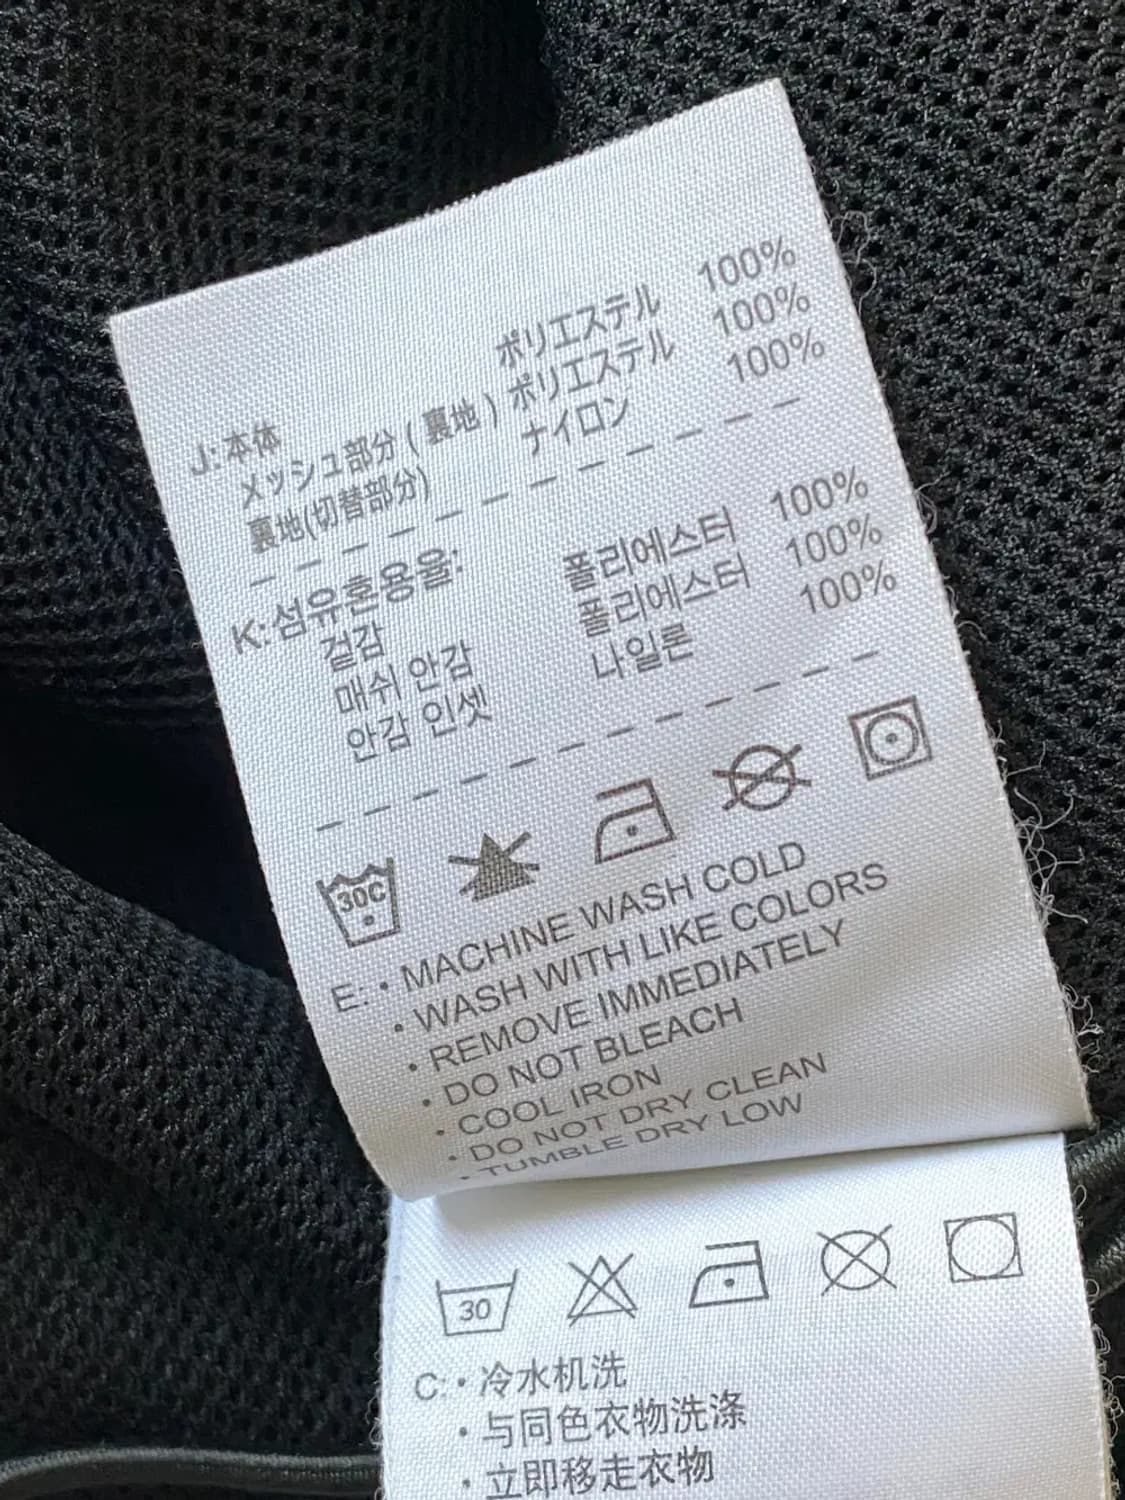 J: 本体 ポリエステル 100%
メッシュ部分 ( 裏地 ) ポリエステル 100%
裏地(切替部分) ナイロン 100%
K: 섬유혼용율:
겉감 폴리에스터 100%
매쉬 안감 폴리에스터 100%
안감 인셋 나일론 100%
30C
E: • MACHINE WASH COLD
• WASH WITH LIKE COLORS
• REMOVE IMMEDIATELY
• DO NOT BLEACH
• COOL IRON
• DO NOT DRY CLEAN
• TUMBLE DRY LOW
30
C: • 冷水机洗
• 与同色衣物洗涤
• 立即移走衣物